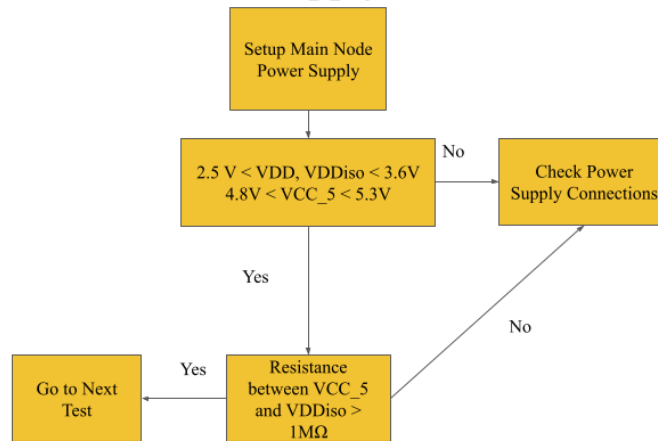 Setup Main Node
Power Supply
2.5 V < VDD, VDDiso < 3.6V
4.8V < VCC_5 < 5.3V
No
Check Power
Supply Connections
Yes
No
Yes
Go to Next
Test
Resistance
between VCC_5
and VDDiso >
1MΩ